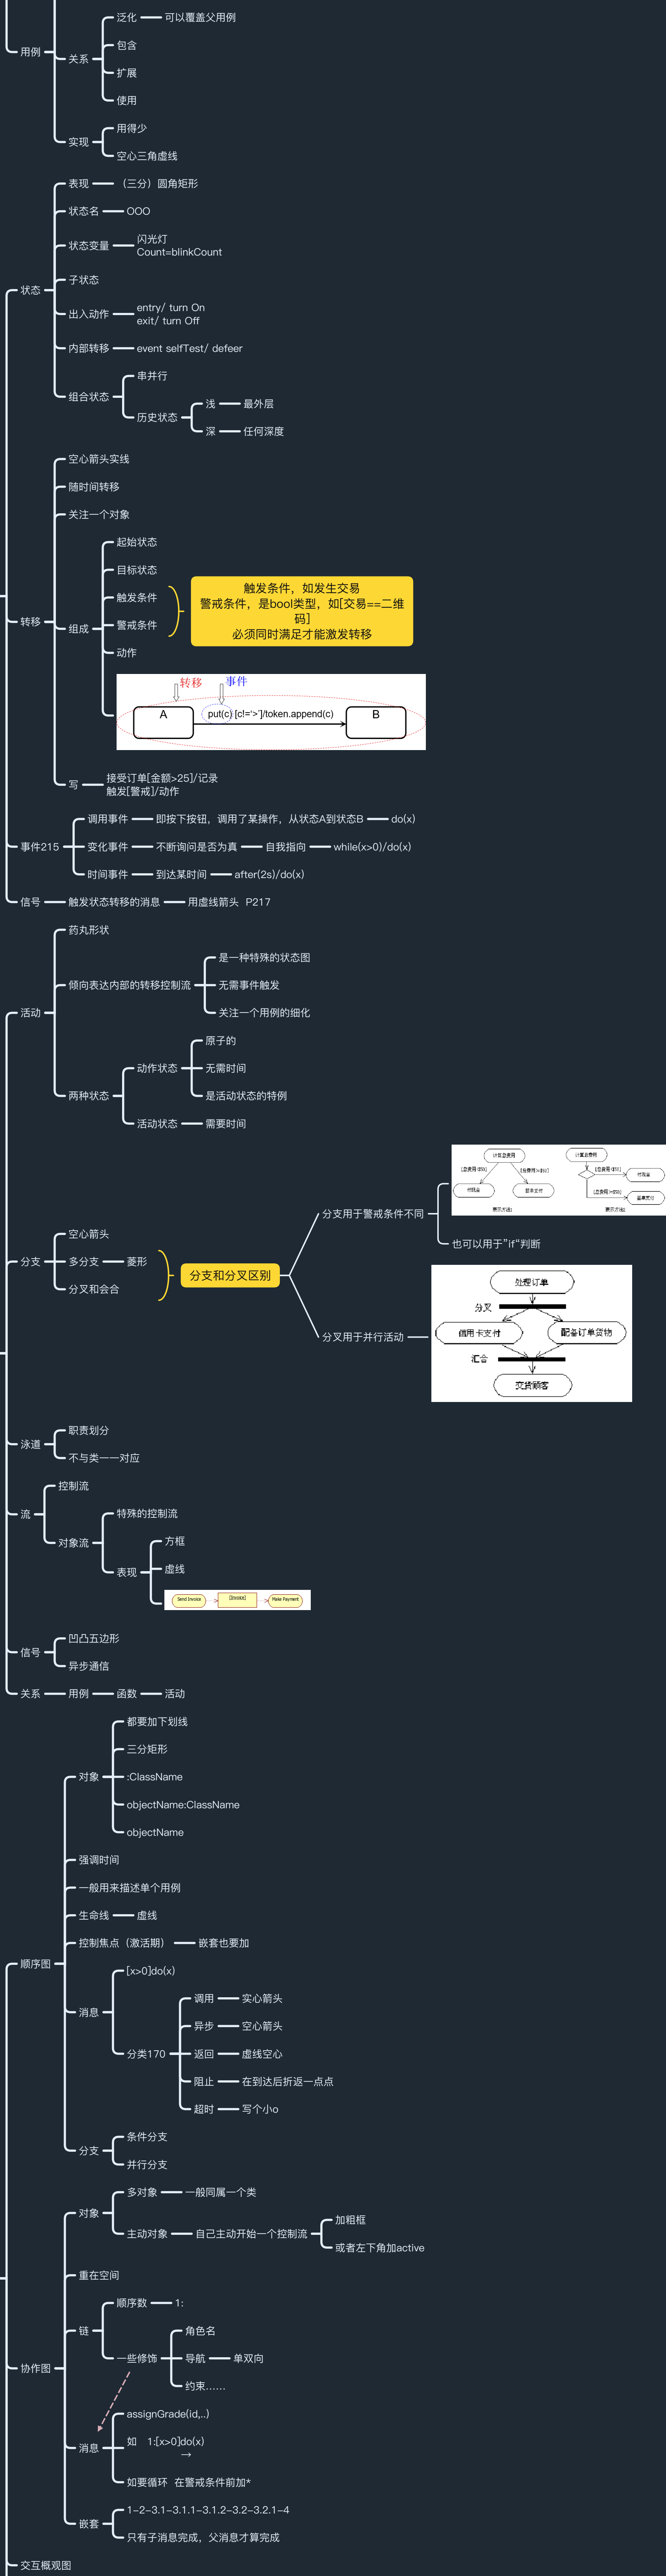 用例
关系
泛化
可以覆盖父用例
包含
扩展
使用
实现
用得少
空心三角虚线
状态
表现
（三分）圆角矩形
状态名
OOO
状态变量
闪光灯
Count=blinkCount
子状态
出入动作
entry/ turn On
exit/ turn Off
内部转移
event selfTest/ defeer
组合状态
串并行
历史状态
浅
最外层
深
任何深度
转移
空心箭头实线
随时间转移
关注一个对象
组成
起始状态
目标状态
触发条件
警戒条件
触发条件，如发生交易
警戒条件，是bool类型，如[交易==二维
码]
必须同时满足才能激发转移
动作
转移
事件
A
put(c) [c!='>']/token.append(c)
B
写
接受订单[金额>25]/记录
触发[警戒]/动作
事件215
调用事件
即按下按钮，调用了某操作，从状态A到状态B
do(x)
变化事件
不断询问是否为真
自我指向
while(x>0)/do(x)
时间事件
到达某时间
after(2s)/do(x)
信号
触发状态转移的消息
用虚线箭头  P217
活动
药丸形状
倾向表达内部的转移控制流
是一种特殊的状态图
无需事件触发
关注一个用例的细化
两种状态
动作状态
原子的
无需时间
是活动状态的特例
活动状态
需要时间
分支
空心箭头
多分支
菱形
分叉和会合
分支和分叉区别
分支用于警戒条件不同
计算总费用
计算总费用
付现金
付现金
表示方法1
表示方法2
也可以用于”if“判断
分叉用于并行活动
处理订单
分叉
信用卡支付
配备订单货物
汇合
交货顾客
泳道
职责划分
不与类一一对应
流
控制流
对象流
特殊的控制流
表现
方框
虚线
Send Invoice
Make Payment
信号
凹凸五边形
异步通信
关系
用例
函数
活动
顺序图
对象
都要加下划线
三分矩形
:ClassName
objectName:ClassName
objectName
强调时间
一般用来描述单个用例
生命线
虚线
控制焦点（激活期）
嵌套也要加
消息
[x>0]do(x)
分类170
调用
实心箭头
异步
空心箭头
返回
虚线空心
阻止
在到达后折返一点点
超时
写个小o
分支
条件分支
并行分支
协作图
对象
多对象
一般同属一个类
主动对象
自己主动开始一个控制流
加粗框
或者左下角加active
重在空间
链
顺序数
1:
一些修饰
角色名
导航
单双向
约束……
消息
assignGrade(id,..)
如   1:[x>0]do(x)
→
如要循环  在警戒条件前加*
嵌套
1-2-3.1-3.1.1-3.1.2-3.2-3.2.1-4
只有子消息完成，父消息才算完成
交互概观图